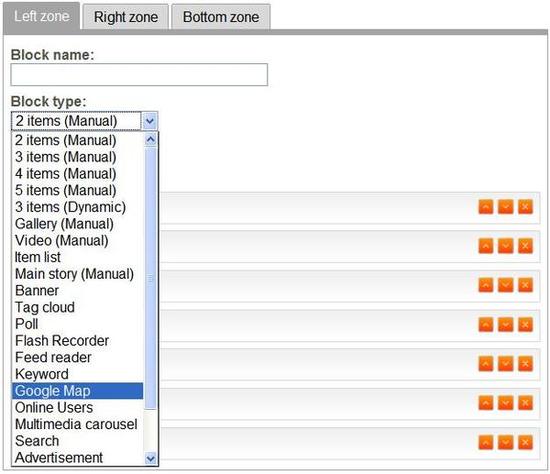 Left zone Right zone Bottom zone
Block name:
Block type:
2 items (Manual)
2 items (Manual)
3 items (Manual)
4 items (Manual)
5 items (Manual)
3 items (Dynamic)
Gallery (Manual)
Video (Manual)
Item list
Main story (Manual)
Banner
Tag cloud
Poll
Flash Recorder
Feed reader
Keyword
Google Map
Online Users
Multimedia carousel
Search
Advertisement